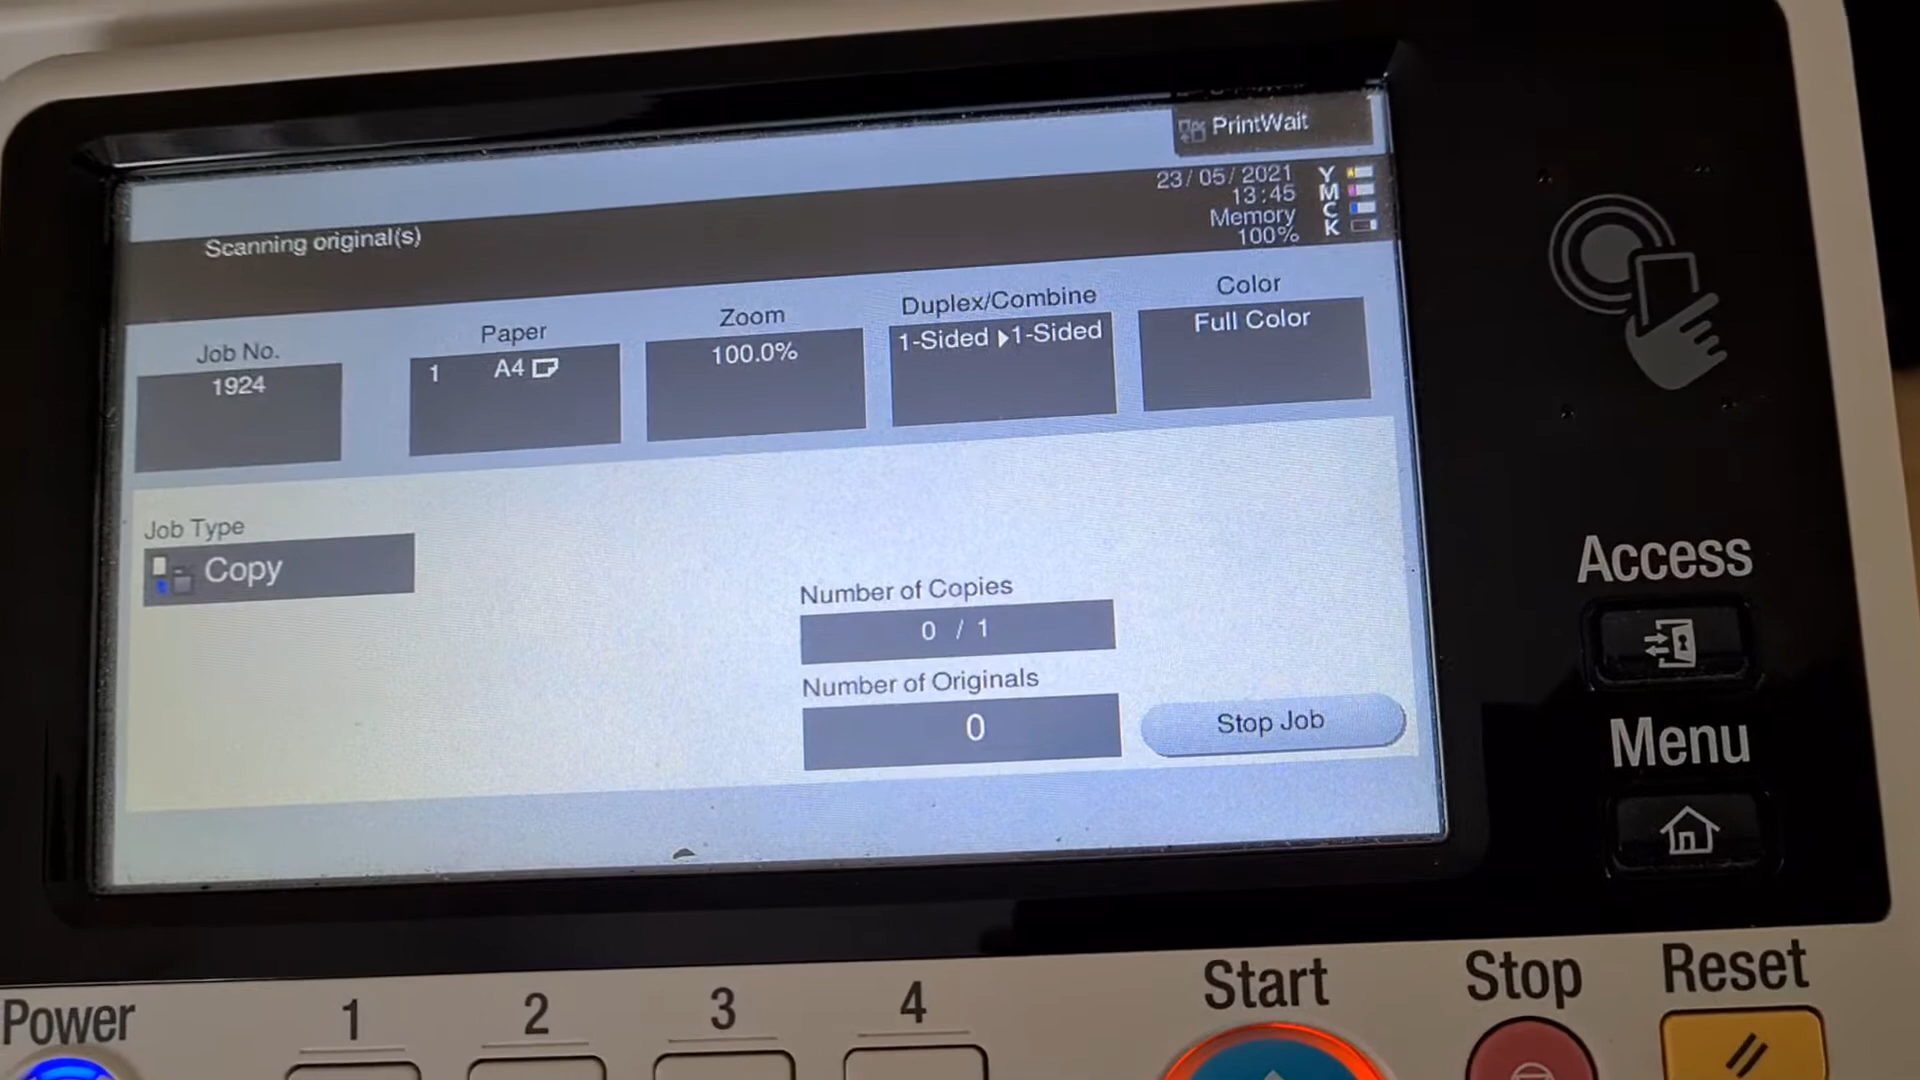 PrintWait
23/05/2021
13:45
Memory
100%
Y
M
C
K
Scanning original(s)
Job No.
1924
Paper
1 A4
Zoom
100.0%
Duplex/Combine
1-Sided ▶1-Sided
Color
Full Color
Job Type
Copy
Number of Copies
0 / 1
Number of Originals
0
Stop Job
Access
Menu
Power
1
2
3
4
Start
Stop
Reset